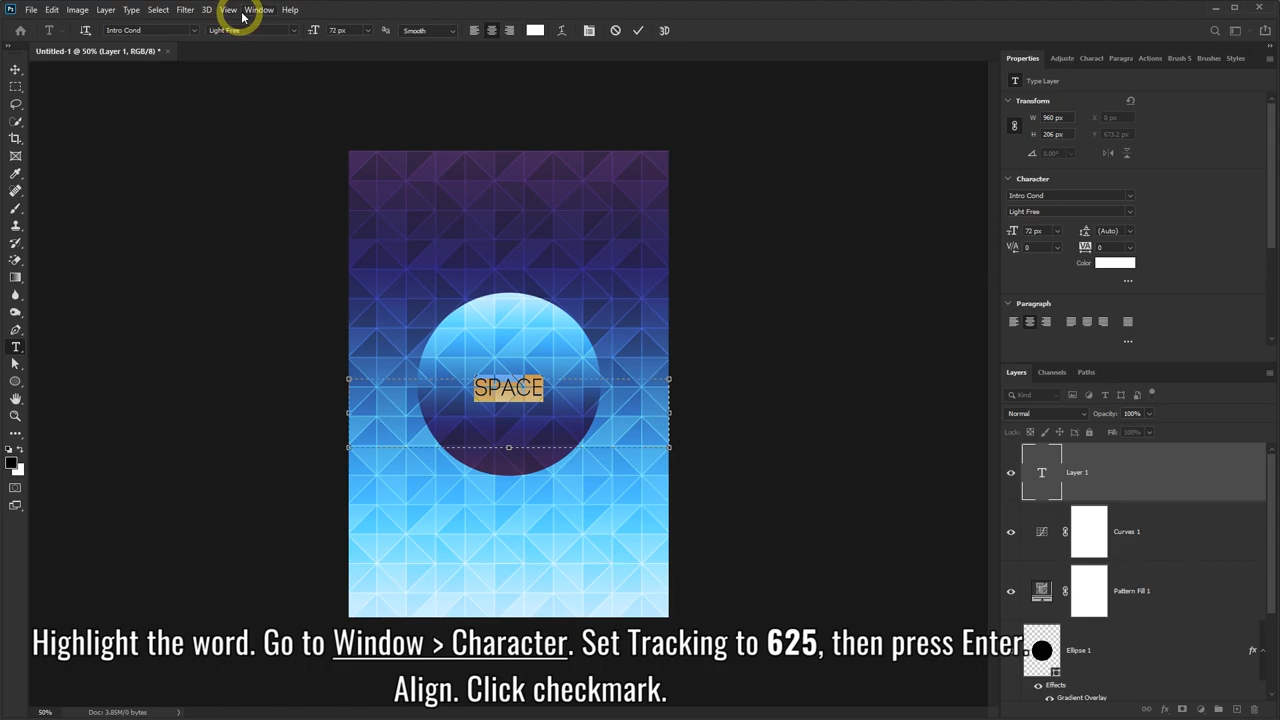 File Edit Image Layer Type Select Filter 3D View Window Help
Intro Cond Light Free 72 px Smooth 3D
Untitled-1 @ 50% (Layer 1, RGB/8) * ×
Properties Adjuste Charact Paragra Actions Brush S Brushes Styles
Type Layer
Transform
W 960 px X 0 px
H 206 px Y 673.2 px
0.00°
Character
Intro Cond
Light Free
72 px (Auto)
0 0
Color
Paragraph
SPACE
Layers Channels Paths
Kind
Normal Opacity: 100%
Lock: Fill: 100%
Layer 1
Curves 1
Pattern Fill 1
Ellipse 1 fx
Effects
Gradient Overlay
Highlight the word. Go to Window > Character. Set Tracking to 625, then press Enter.
Align. Click checkmark.
50% Doc: 3.85M/0 bytes